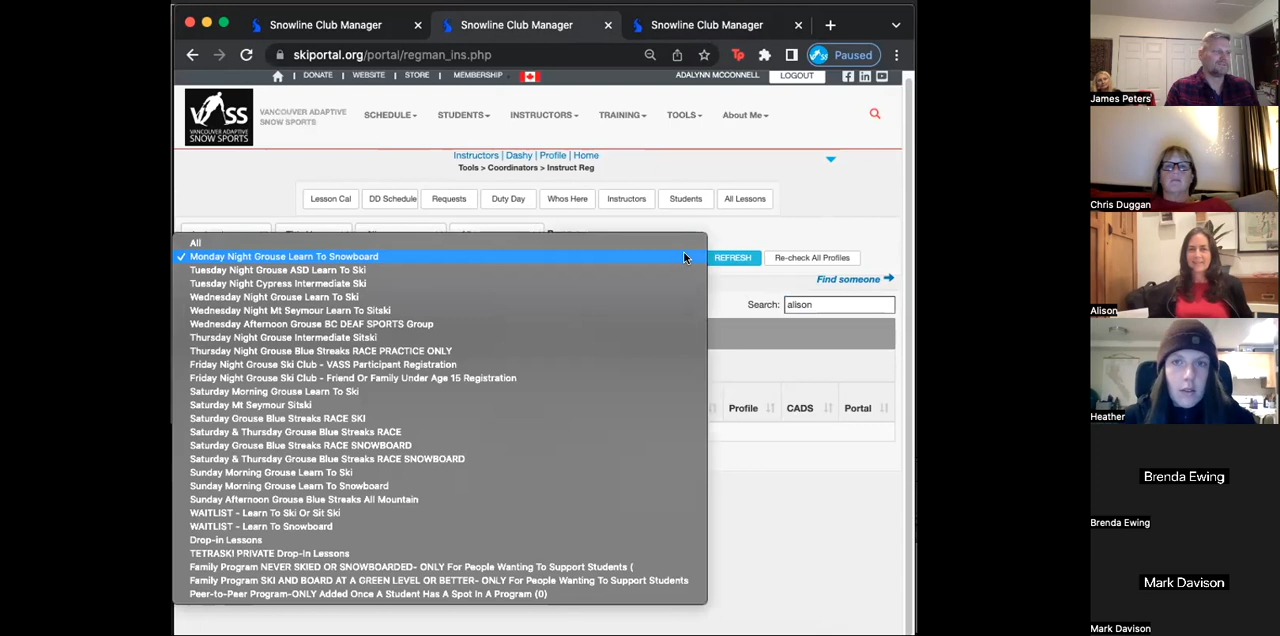 Snowline Club Manager
Snowline Club Manager
Snowline Club Manager
skiportal.org/portal/regman_ins.php
Paused
DONATE | WEBSITE | STORE | MEMBERSHIP
ADALYNN MCCONNELL
LOGOUT
VASS
VANCOUVER ADAPTIVE
SNOW SPORTS
VANCOUVER ADAPTIVE
SNOW SPORTS
SCHEDULE
STUDENTS
INSTRUCTORS
TRAINING
TOOLS
About Me
Instructors | Dashy | Profile | Home
Tools > Coordinators > Instruct Reg
Lesson Cal
DD Schedule
Requests
Duty Day
Whos Here
Instructors
Students
All Lessons
All
Monday Night Grouse Learn To Snowboard
REFRESH
Re-check All Profiles
Tuesday Night Grouse ASD Learn To Ski
Find someone
Tuesday Night Cypress Intermediate Ski
Wednesday Night Grouse Learn To Ski
Search: alison
Wednesday Night Mt Seymour Learn To Sitski
Wednesday Afternoon Grouse BC DEAF SPORTS Group
Thursday Night Grouse Intermediate Sitski
Thursday Night Grouse Blue Streaks RACE PRACTICE ONLY
Friday Night Grouse Ski Club - VASS Participant Registration
Friday Night Grouse Ski Club - Friend Or Family Under Age 15 Registration
Saturday Morning Grouse Learn To Ski
Saturday Mt Seymour Sitski
Profile
CADS
Portal
Saturday Grouse Blue Streaks RACE SKI
Saturday & Thursday Grouse Blue Streaks RACE
Saturday Grouse Blue Streaks RACE SNOWBOARD
Saturday & Thursday Grouse Blue Streaks RACE SNOWBOARD
Sunday Morning Grouse Learn To Ski
Sunday Morning Grouse Learn To Snowboard
Sunday Afternoon Grouse Blue Streaks All Mountain
WAITLIST - Learn To Ski Or Sit Ski
WAITLIST - Learn To Snowboard
Drop-in Lessons
TETRASKI PRIVATE Drop-In Lessons
Family Program NEVER SKIED OR SNOWBOARDED- ONLY For People Wanting To Support Students (
Family Program SKI AND BOARD AT A GREEN LEVEL OR BETTER- ONLY For People Wanting To Support Students
Peer-to-Peer Program-ONLY Added Once A Student Has A Spot In A Program (0)
James Peters
Chris Duggan
Alison
Heather
Brenda Ewing
Brenda Ewing
Mark Davison
Mark Davison